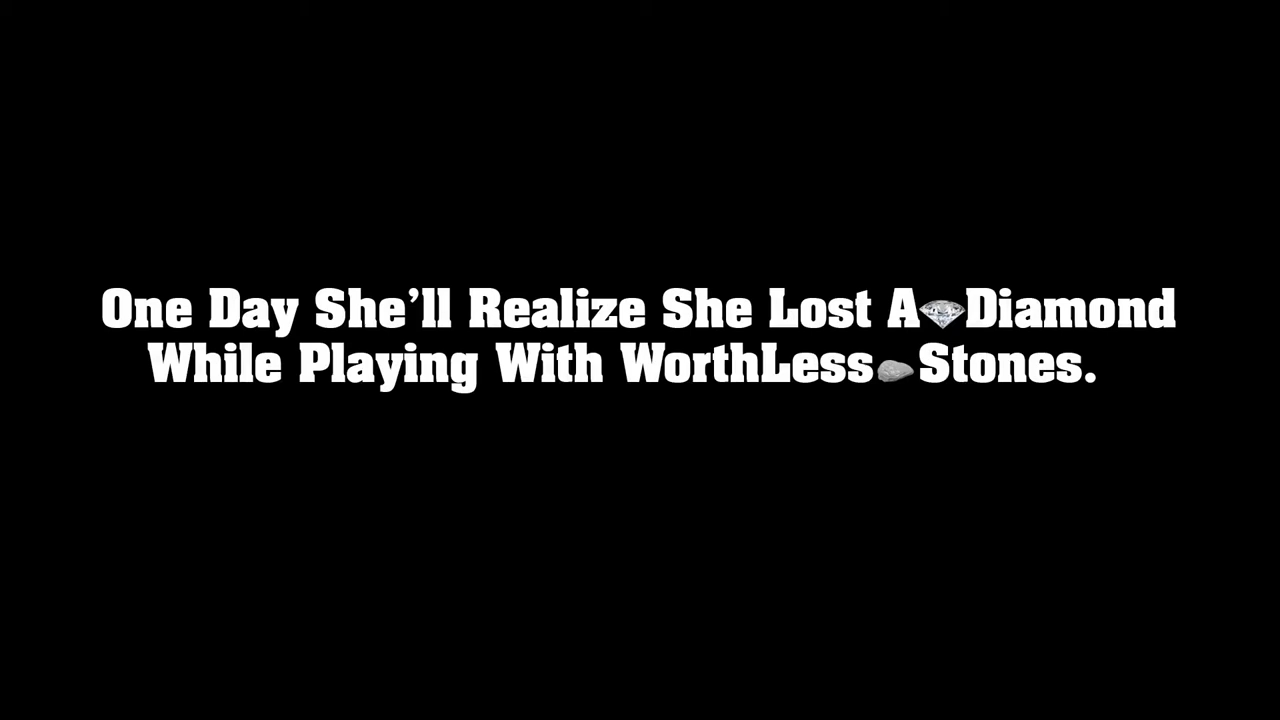 One Day She’ll Realize She Lost A💎Diamond
While Playing With WorthLess🪨Stones.